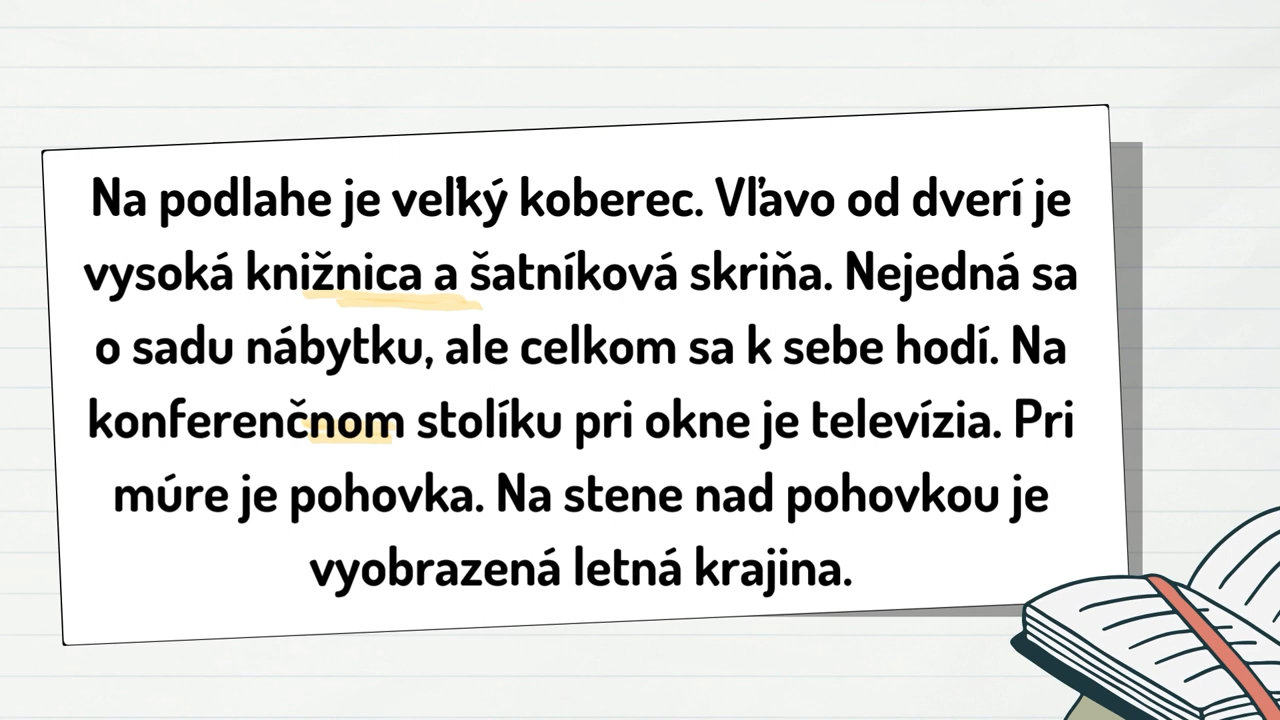 Na podlahe je veľký koberec. Vľavo od dverí je
vysoká knižnica a šatníková skriňa. Nejedná sa
o sadu nábytku, ale celkom sa k sebe hodí. Na
konferenčnom stolíku pri okne je televízia. Pri
múre je pohovka. Na stene nad pohovkou je
vyobrazená letná krajina.